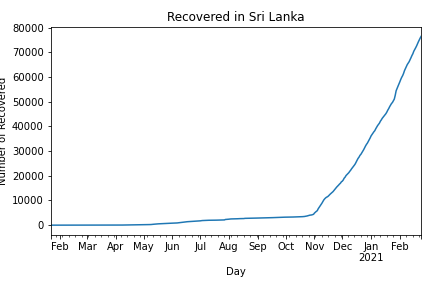 Recovered in Sri Lanka
Number of Recovered
80000
70000
60000
50000
40000
30000
20000
10000
0
Feb Mar Apr May Jun Jul Aug Sep Oct Nov Dec Jan Feb
2021
Day